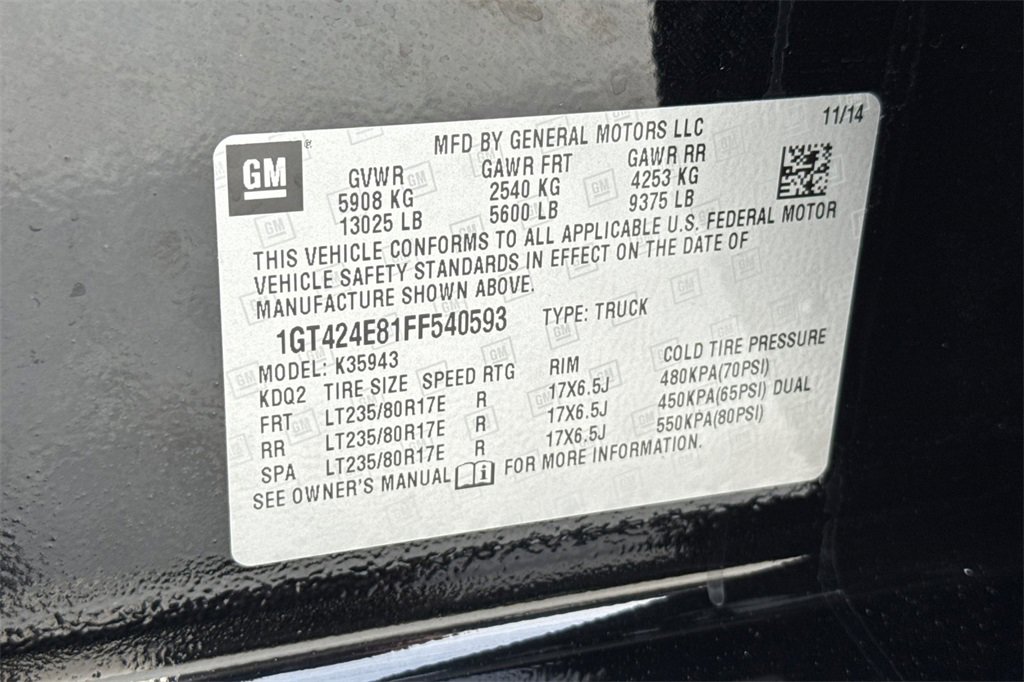 11/14
MFD BY GENERAL MOTORS LLC
GM ®
GVWR GAWR FRT GAWR RR
5908 KG 2540 KG 4253 KG
13025 LB 5600 LB 9375 LB
THIS VEHICLE CONFORMS TO ALL APPLICABLE U.S. FEDERAL MOTOR
VEHICLE SAFETY STANDARDS IN EFFECT ON THE DATE OF
MANUFACTURE SHOWN ABOVE.
1GT424E81FF540593 TYPE: TRUCK
MODEL: K35943
KDQ2 TIRE SIZE SPEED RTG RIM COLD TIRE PRESSURE
FRT LT235/80R17E R 17X6.5J 480KPA(70PSI)
RR LT235/80R17E R 17X6.5J 450KPA(65PSI) DUAL
SPA LT235/80R17E R 17X6.5J 550KPA(80PSI)
SEE OWNER'S MANUAL i FOR MORE INFORMATION.